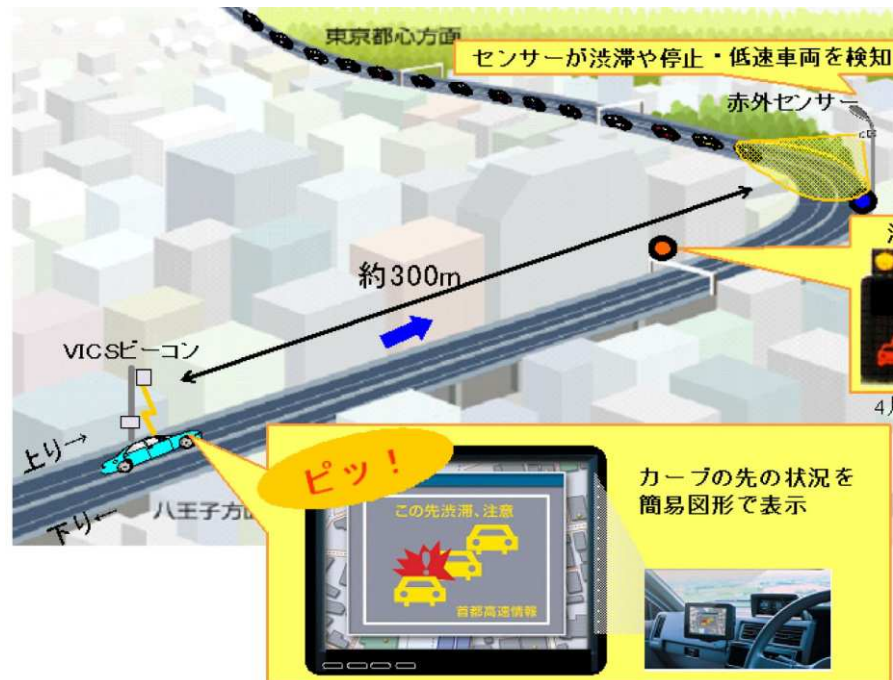 東京都心方面
センサーが渋滞や停止・低速車両を検知
赤外センサー
約300m
VICSビーコン
上り→
下り←
八王子方面
ピッ!
この先渋滞、注意
首都高速情報
カーブの先の状況を
簡易図形で表示